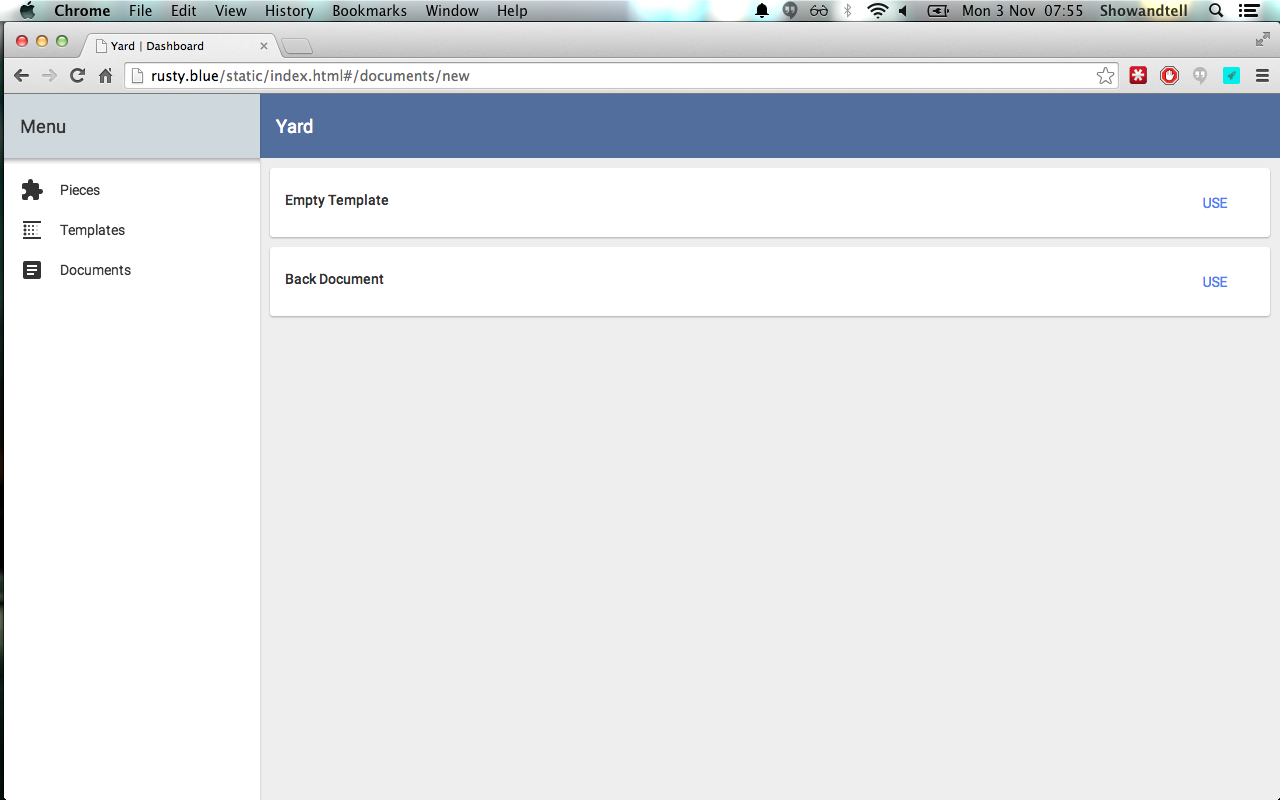 Chrome File Edit View History Bookmarks Window Help Mon 3 Nov 07:55 Showandtell
Yard | Dashboard
rusty.blue/static/index.html#/documents/new
Menu
Yard
Pieces
Templates
Documents
Empty Template USE
Back Document USE